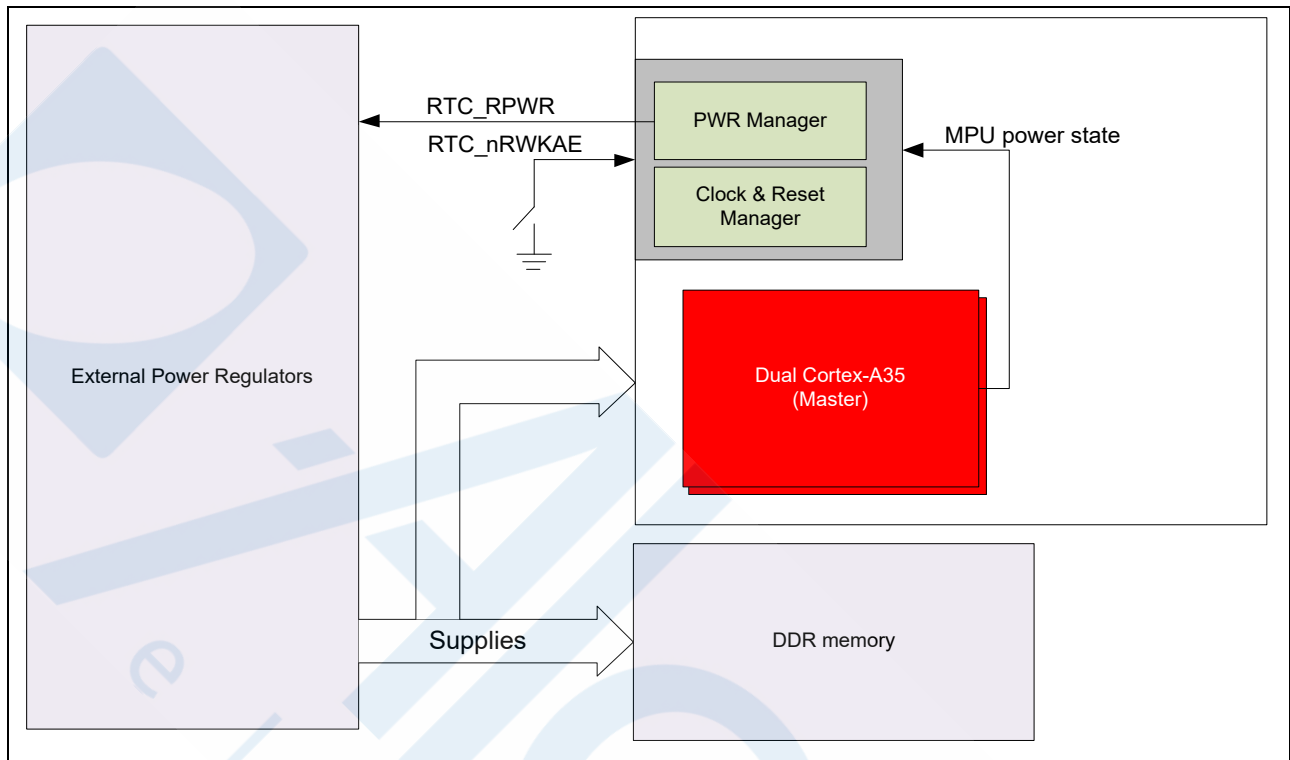 RTC_RPWR
RTC_nRWKAE
PWR Manager
Clock & Reset
Manager
MPU power state
External Power Regulators
Dual Cortex-A35
(Master)
Supplies
DDR memory